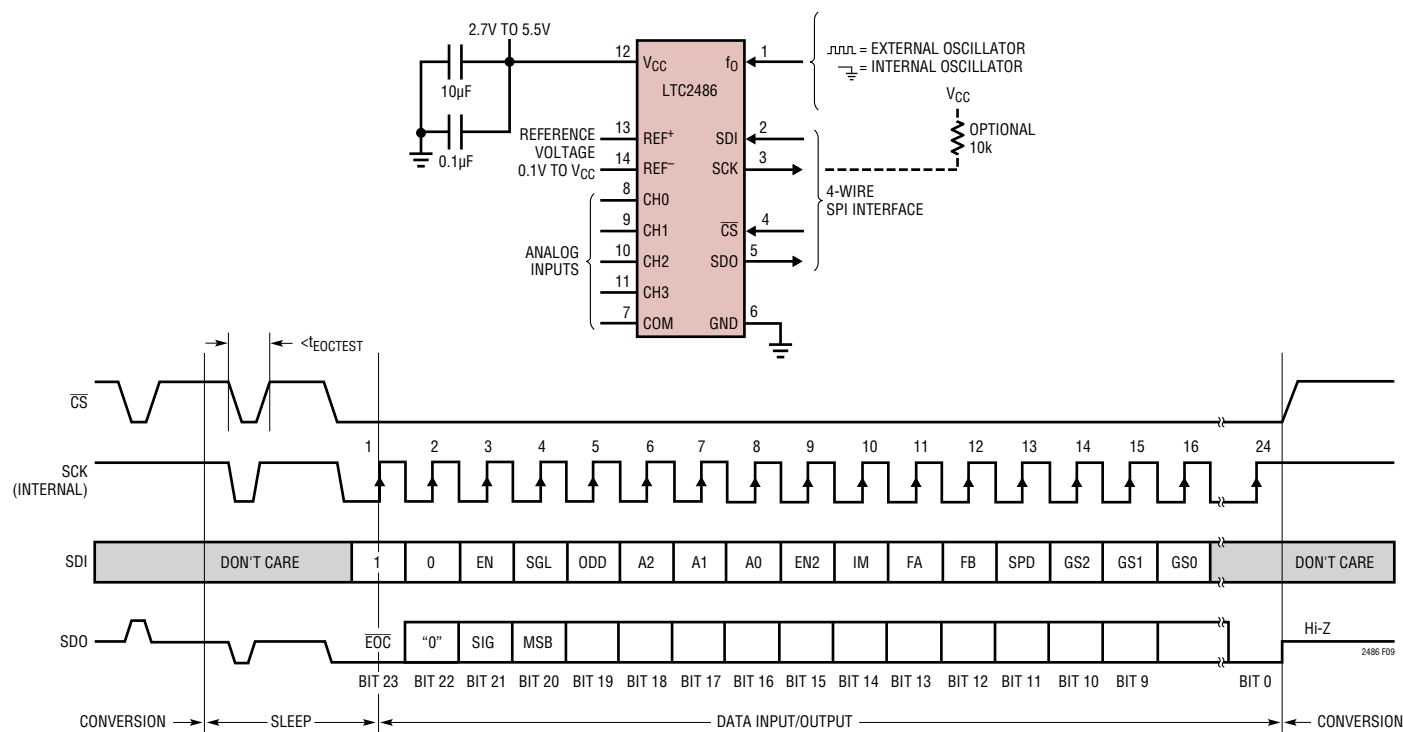 2.7V TO 5.5V
10µF
0.1µF
12
VCC
LTC2486
fO
1
= EXTERNAL OSCILLATOR
= INTERNAL OSCILLATOR
VCC
OPTIONAL
10k
REFERENCE
VOLTAGE
0.1V TO VCC
13
REF+
14
REF–
SDI
2
SCK
3
4-WIRE
SPI INTERFACE
ANALOG
INPUTS
8
CH0
9
CH1
10
CH2
11
CH3
7
COM
CS
4
SDO
5
GND
6
<tEOCTEST
CS
SCK
(INTERNAL)
1 2 3 4 5 6 7 8 9 10 11 12 13 14 15 16 24
SDI
DON'T CARE 1 0 EN SGL ODD A2 A1 A0 EN2 IM FA FB SPD GS2 GS1 GS0 DON'T CARE
SDO
EOC "0" SIG MSB Hi-Z
2486 F09
BIT 23 BIT 22 BIT 21 BIT 20 BIT 19 BIT 18 BIT 17 BIT 16 BIT 15 BIT 14 BIT 13 BIT 12 BIT 11 BIT 10 BIT 9 BIT 0
CONVERSION SLEEP DATA INPUT/OUTPUT CONVERSION